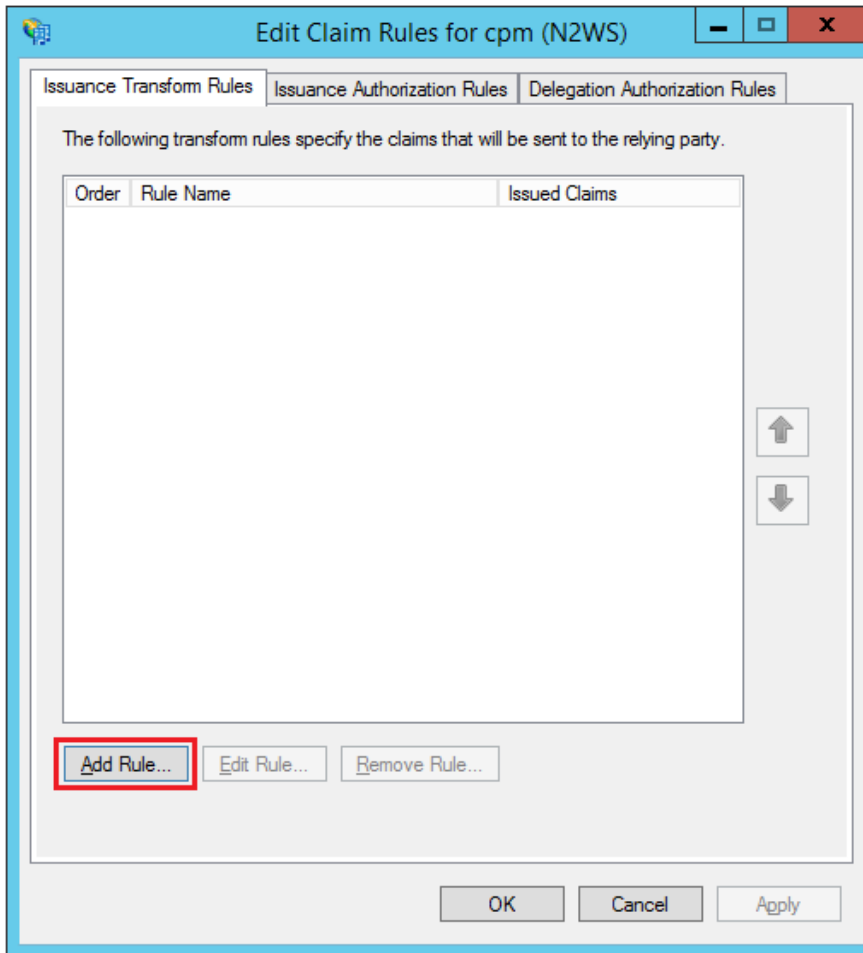 Edit Claim Rules for cpm (N2WS)
Issuance Transform Rules Issuance Authorization Rules Delegation Authorization Rules
The following transform rules specify the claims that will be sent to the relying party.
Order Rule Name Issued Claims
Add Rule... Edit Rule... Remove Rule...
OK Cancel Apply